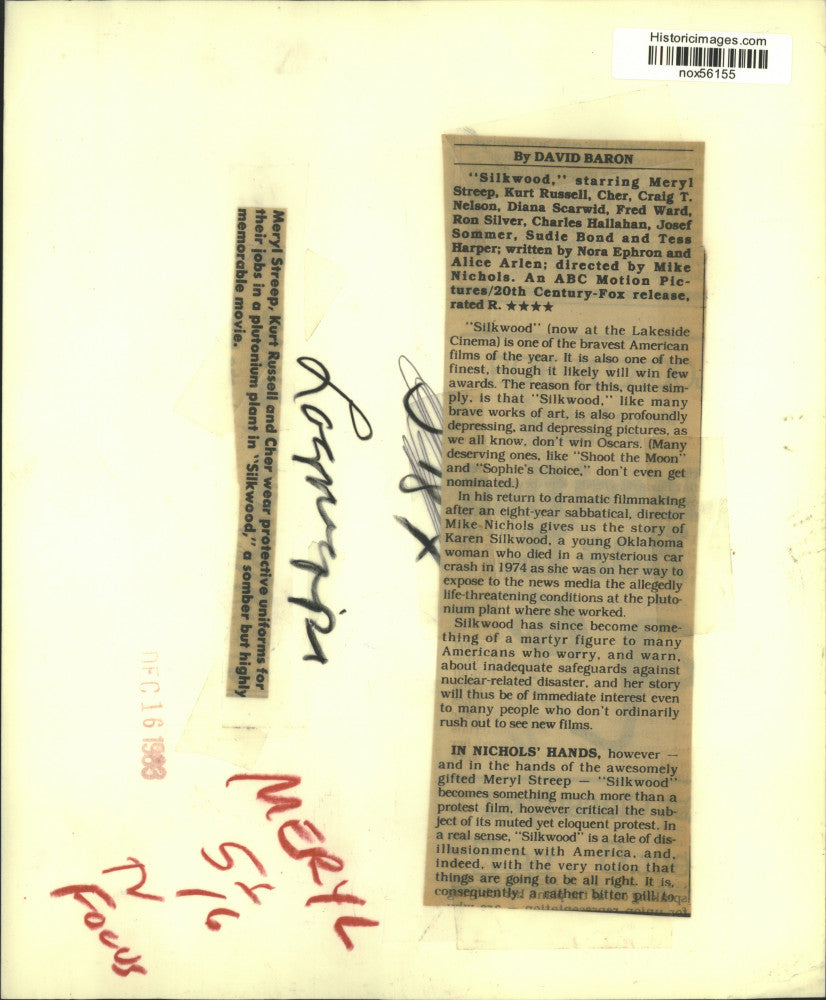 Historicimages.com
nox56155
By DAVID BARON
"Silkwood," starring Meryl
Streep, Kurt Russell, Cher, Craig T.
Nelson, Diana Scarwid, Fred Ward,
Ron Silver, Charles Hallahan, Josef
Sommer, Sudie Bond and Tess
Harper; written by Nora Ephron and
Alice Arlen; directed by Mike
Nichols. An ABC Motion Pic-
tures/20th Century-Fox release,
rated R. ★★★★
"Silkwood" (now at the Lakeside
Cinema) is one of the bravest American
films of the year. It is also one of the
finest, though it likely will win few
awards. The reason for this, quite sim-
ply, is that "Silkwood," like many
brave works of art, is also profoundly
depressing, and depressing pictures, as
we all know, don't win Oscars. (Many
deserving ones, like "Shoot the Moon"
and "Sophie's Choice," don't even get
nominated.)
In his return to dramatic filmmaking
after an eight-year sabbatical, director
Mike Nichols gives us the story of
Karen Silkwood, a young Oklahoma
woman who died in a mysterious car
crash in 1974 as she was on her way to
expose to the news media the allegedly
life-threatening conditions at the pluto-
nium plant where she worked.
Silkwood has since become some-
thing of a martyr figure to many
Americans who worry, and warn,
about inadequate safeguards against
nuclear-related disaster, and her story
will thus be of immediate interest even
to many people who don't ordinarily
rush out to see new films.
IN NICHOLS' HANDS, however —
and in the hands of the awesomely
gifted Meryl Streep — "Silkwood"
becomes something much more than a
protest film, however critical the sub-
ject of its muted yet eloquent protest. In
a real sense, "Silkwood" is a tale of dis-
illusionment with America, and,
indeed, with the very notion that
things are going to be all right. It is,
consequently, a rather bitter pill to
Meryl Streep, Kurt Russell and Cher wear protective uniforms for
their jobs in a plutonium plant in "Silkwood," a somber but highly
memorable movie.
DEC 16 1983
MERYL
16
TV
FOCUS